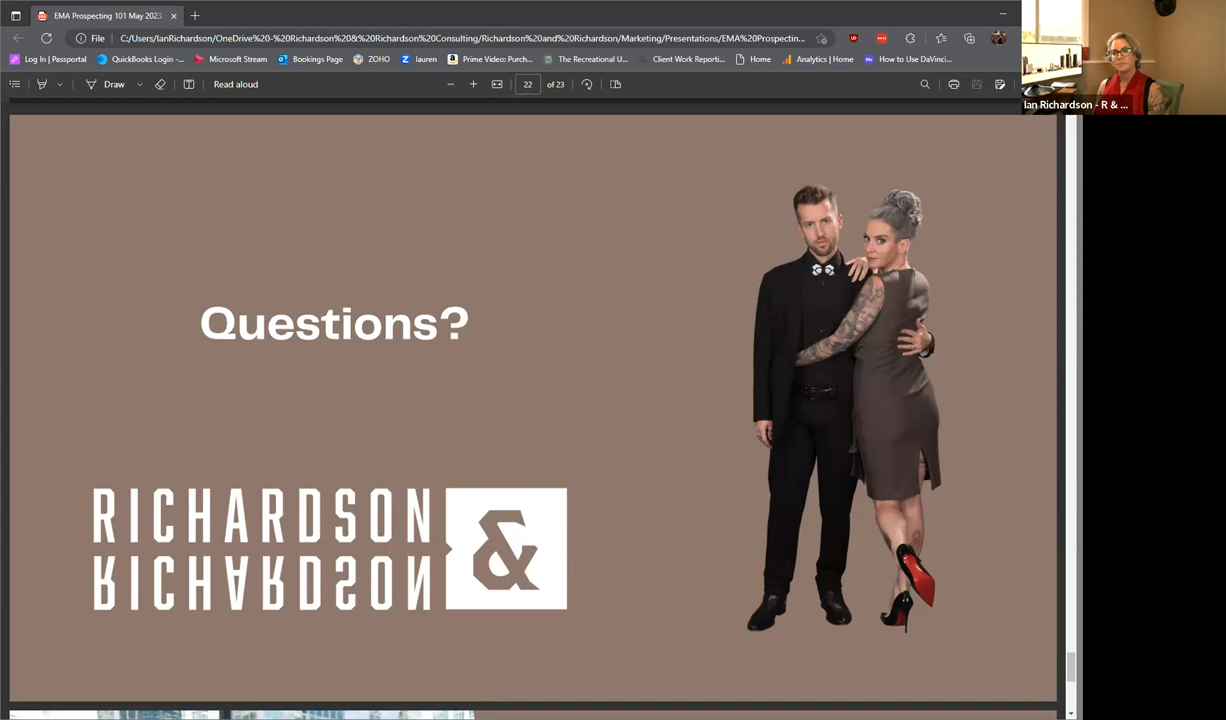 EMA Prospecting 101 May 2023.
File
C:/Users/IanRichardson/OneDrive%20-%20Richardson%20&%20Richardson%20Consulting/Richardson%20and%20Richardson/Marketing/Presentations/EMA%20Prospectin...
Log In | Passportal
QuickBooks Login -...
Microsoft Stream
Bookings Page
ZOHO
lauren
Prime Video: Purch...
The Recreational U...
Client Work Reporti...
Home
Analytics | Home
How to Use DaVinci...
Draw
Read aloud
22
of 23
Ian Richardson - R & ...
Questions?
RICHARDSON
RICHARDSON
&